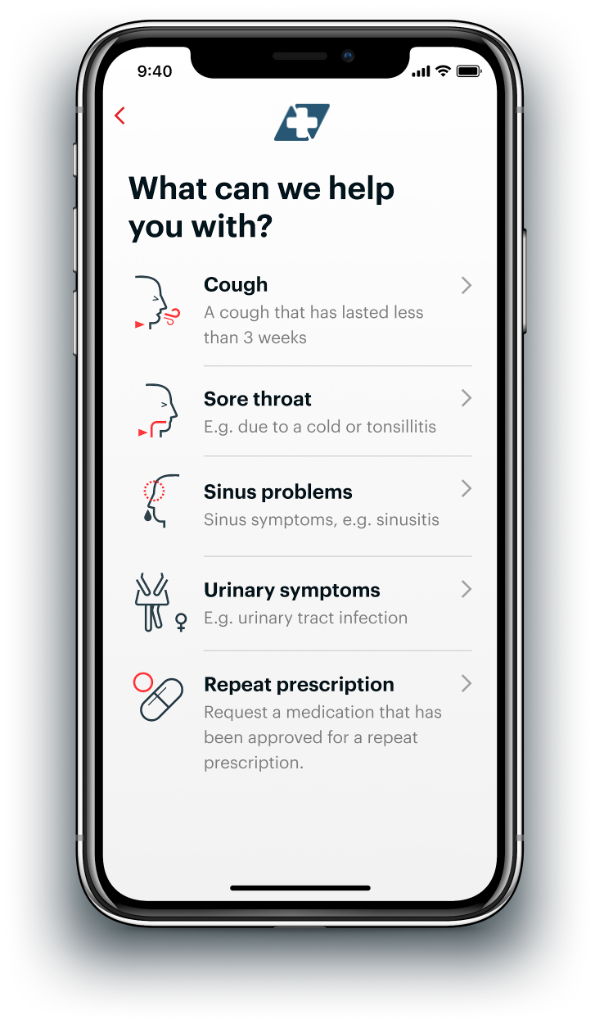 9:40
What can we help
you with?
Cough
A cough that has lasted less
than 3 weeks
Sore throat
E.g. due to a cold or tonsillitis
Sinus problems
Sinus symptoms, e.g. sinusitis
Urinary symptoms
E.g. urinary tract infection
Repeat prescription
Request a medication that has
been approved for a repeat
prescription.